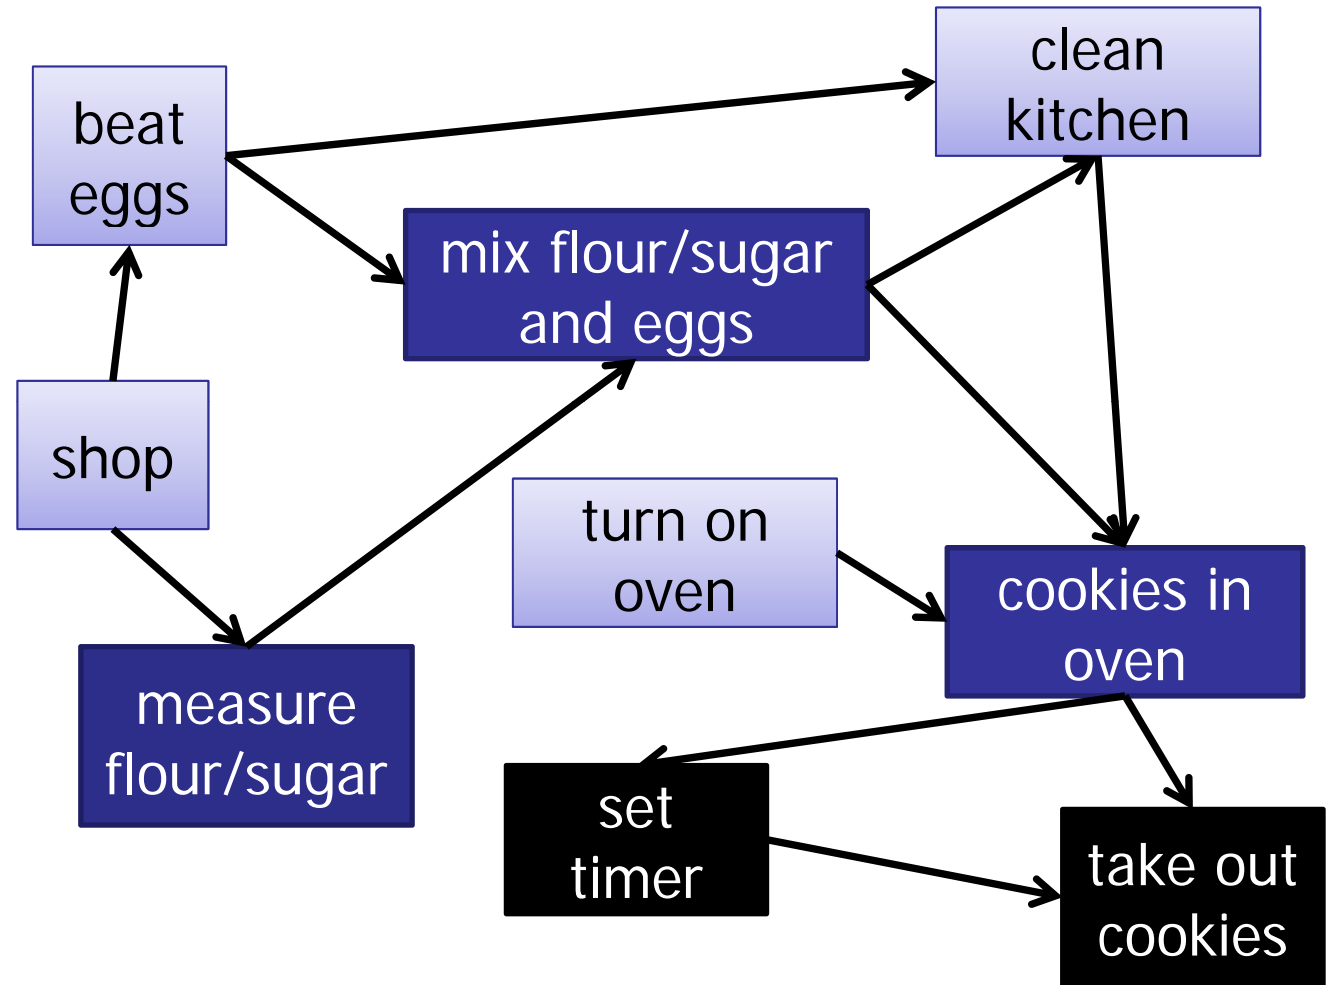 clean
kitchen
beat
eggs
mix flour/sugar
and eggs
shop
turn on
oven
cookies in
oven
measure
flour/sugar
set
timer
take out
cookies